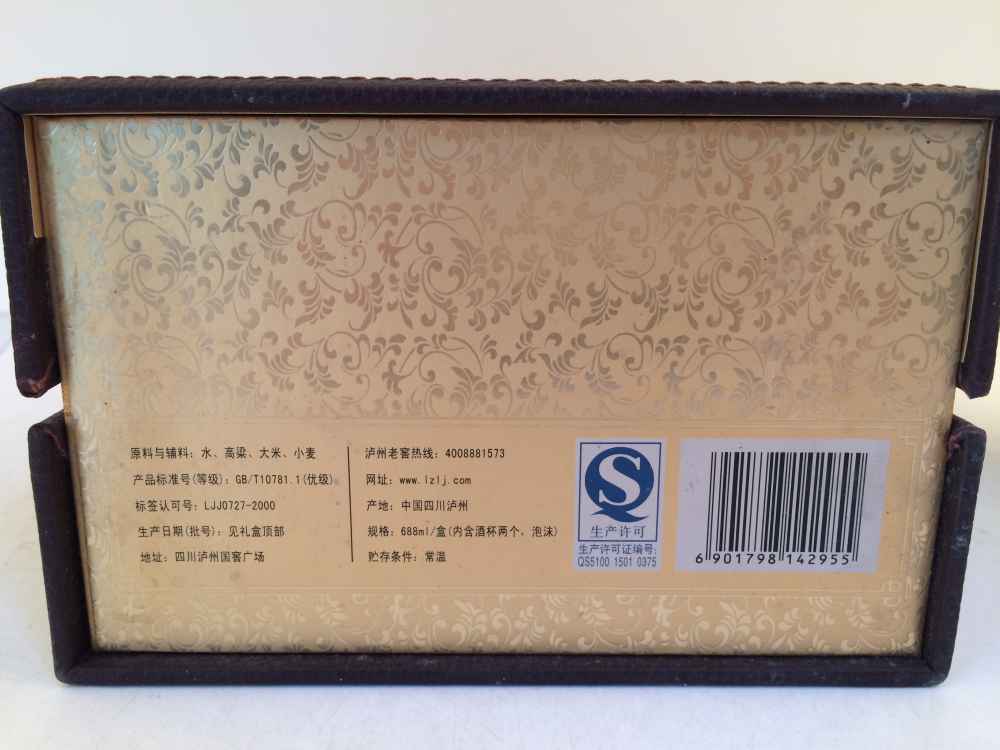 原料与辅料：水、高粱、大米、小麦
产品标准号(等级)：GB/T10781.1(优级)
标签认可号：LJJ0727-2000
生产日期(批号)：见礼盒顶部
地址：四川泸州国窖广场
泸州老窖热线：4008881573
网址：www.lzlj.com
产地：中国四川泸州
规格：688ml/盒(内含酒杯两个，泡沫)
贮存条件：常温
S
生产许可
生产许可证编号：
QS5100 1501 0375
6 901798 142955